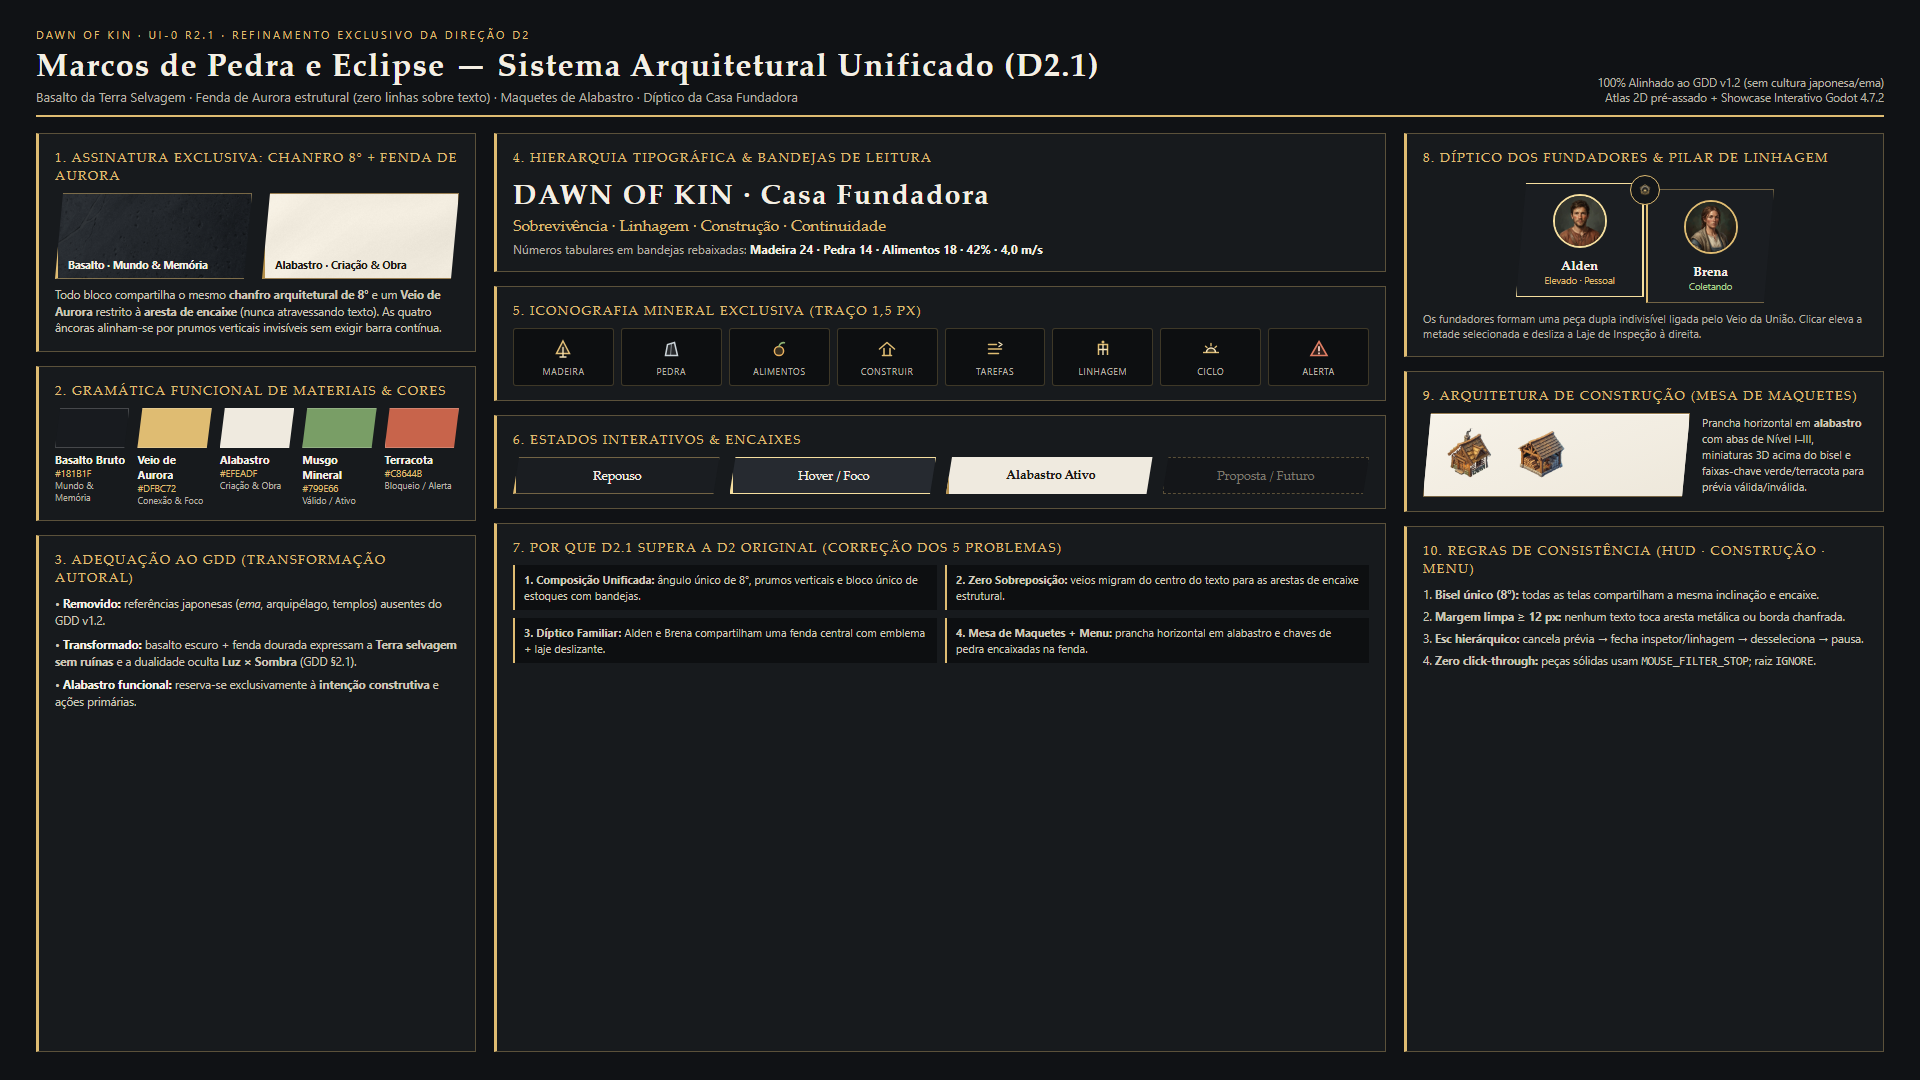 DAWN OF KIN · UI-0 R2.1 · REFINAMENTO EXCLUSIVO DA DIREÇÃO D2
Marcos de Pedra e Eclipse — Sistema Arquitetural Unificado (D2.1)
Basalto da Terra Selvagem · Fenda de Aurora estrutural (zero linhas sobre texto) · Maquetes de Alabastro · Díptico da Casa Fundadora
100% Alinhado ao GDD v1.2 (sem cultura japonesa/ema)
Atlas 2D pré-assado + Showcase Interativo Godot 4.7.2
1. ASSINATURA EXCLUSIVA: CHANFRO 8° + FENDA DE
AURORA
Basalto · Mundo & Memória
Alabastro · Criação & Obra
Todo bloco compartilha o mesmo chanfro arquitetural de 8° e um Veio de
Aurora restrito à aresta de encaixe (nunca atravessando texto). As quatro
âncoras alinham-se por prumos verticais invisíveis sem exigir barra contínua.
2. GRAMÁTICA FUNCIONAL DE MATERIAIS & CORES
Basalto Bruto
#181B1F
Mundo &
Memória
Veio de
Aurora
#DFBC72
Conexão & Foco
Alabastro
#EFEADF
Criação & Obra
Musgo
Mineral
#799E66
Válido / Ativo
Terracota
#C8644B
Bloqueio / Alerta
3. ADEQUAÇÃO AO GDD (TRANSFORMAÇÃO
AUTORAL)
• Removido: referências japonesas (ema, arquipélago, templos) ausentes do
GDD v1.2.
• Transformado: basalto escuro + fenda dourada expressam a Terra selvagem
sem ruínas e a dualidade oculta Luz × Sombra (GDD §2.1).
• Alabastro funcional: reserva-se exclusivamente à intenção construtiva e
ações primárias.
4. HIERARQUIA TIPOGRÁFICA & BANDEJAS DE LEITURA
DAWN OF KIN · Casa Fundadora
Sobrevivência · Linhagem · Construção · Continuidade
Números tabulares em bandejas rebaixadas: Madeira 24 · Pedra 14 · Alimentos 18 · 42% · 4,0 m/s
5. ICONOGRAFIA MINERAL EXCLUSIVA (TRAÇO 1,5 PX)
MADEIRA
PEDRA
ALIMENTOS
CONSTRUIR
TAREFAS
LINHAGEM
CICLO
ALERTA
6. ESTADOS INTERATIVOS & ENCAIXES
Repouso
Hover / Foco
Alabastro Ativo
Proposta / Futuro
7. POR QUE D2.1 SUPERA A D2 ORIGINAL (CORREÇÃO DOS 5 PROBLEMAS)
1. Composição Unificada: ângulo único de 8°, prumos verticais e bloco único de
estoques com bandejas.
2. Zero Sobreposição: veios migram do centro do texto para as arestas de encaixe
estrutural.
3. Díptico Familiar: Alden e Brena compartilham uma fenda central com emblema
+ laje deslizante.
4. Mesa de Maquetes + Menu: prancha horizontal em alabastro e chaves de
pedra encaixadas na fenda.
8. DÍPTICO DOS FUNDADORES & PILAR DE LINHAGEM
Alden
Elevado · Pessoal
Brena
Coletando
Os fundadores formam uma peça dupla indivisível ligada pelo Veio da União. Clicar eleva a
metade selecionada e desliza a Laje de Inspeção à direita.
9. ARQUITETURA DE CONSTRUÇÃO (MESA DE MAQUETES)
Prancha horizontal em alabastro
com abas de Nível I–III,
miniaturas 3D acima do bisel e
faixas-chave verde/terracota para
prévia válida/inválida.
10. REGRAS DE CONSISTÊNCIA (HUD · CONSTRUÇÃO ·
MENU)
1. Bisel único (8°): todas as telas compartilham a mesma inclinação e encaixe.
2. Margem limpa ≥ 12 px: nenhum texto toca aresta metálica ou borda chanfrada.
3. Esc hierárquico: cancela prévia → fecha inspetor/linhagem → desseleciona → pausa.
4. Zero click-through: peças sólidas usam MOUSE_FILTER_STOP; raiz IGNORE.